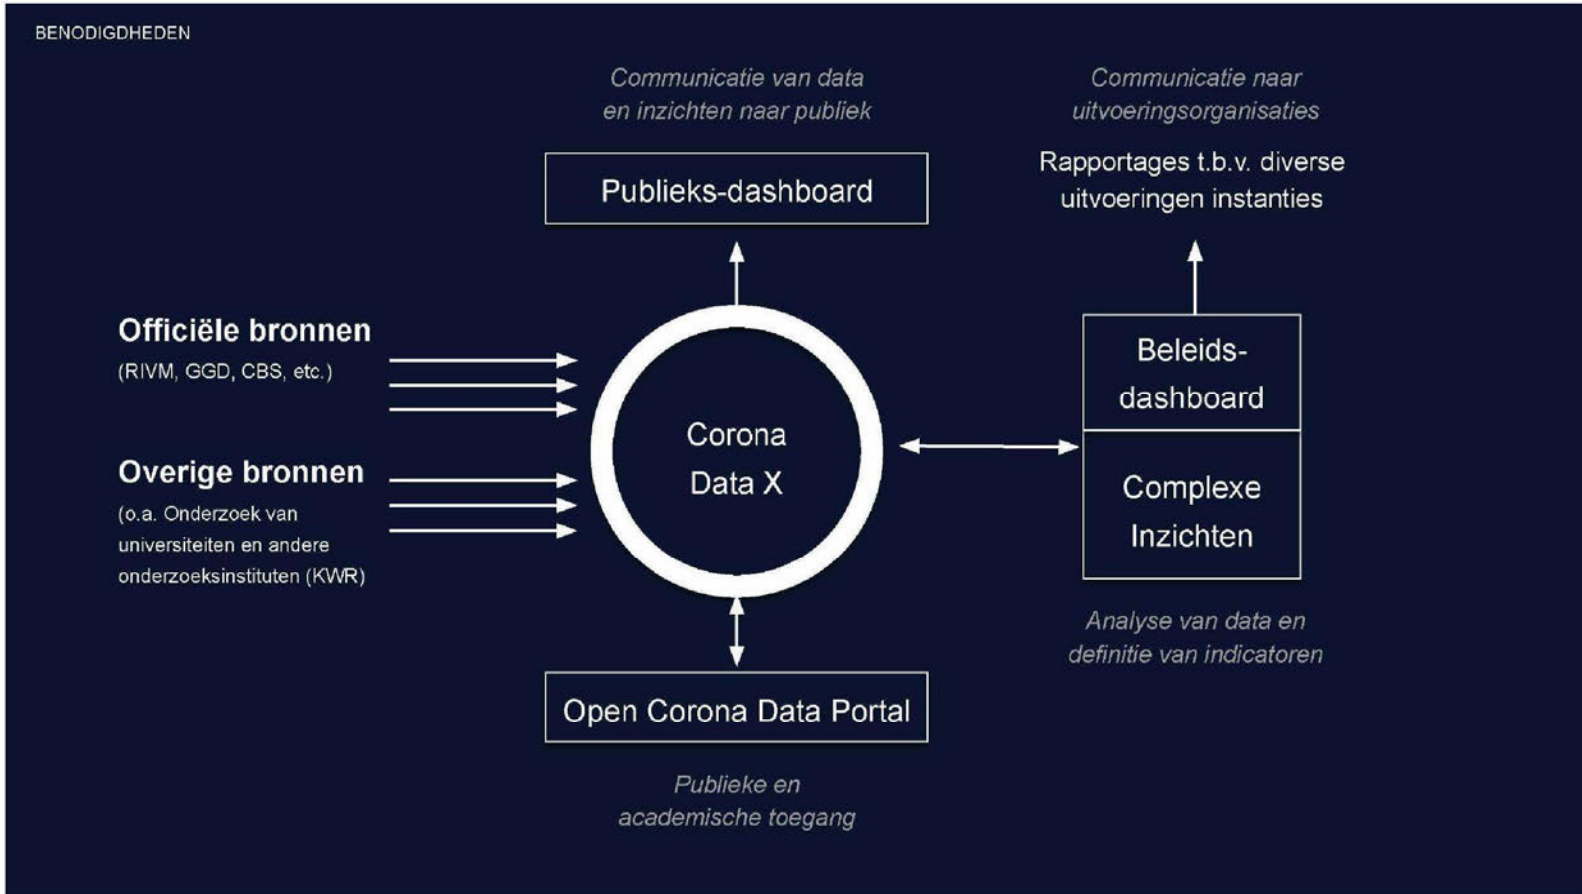 BENODIGDHEDEN
Communicatie van data
en inzichten naar publiek
Publieks-dashboard
Communicatie naar
uitvoeringsorganisaties
Rapportages t.b.v. diverse
uitvoeringen instanties
Officiële bronnen
(RIVM, GGD, CBS, etc.)
Overige bronnen
(o.a. Onderzoek van
universiteiten en andere
onderzoeksinstituten (KWR)
Corona
Data X
Beleids-
dashboard
Complexe
Inzichten
Analyse van data en
definitie van indicatoren
Open Corona Data Portal
Publieke en
academische toegang